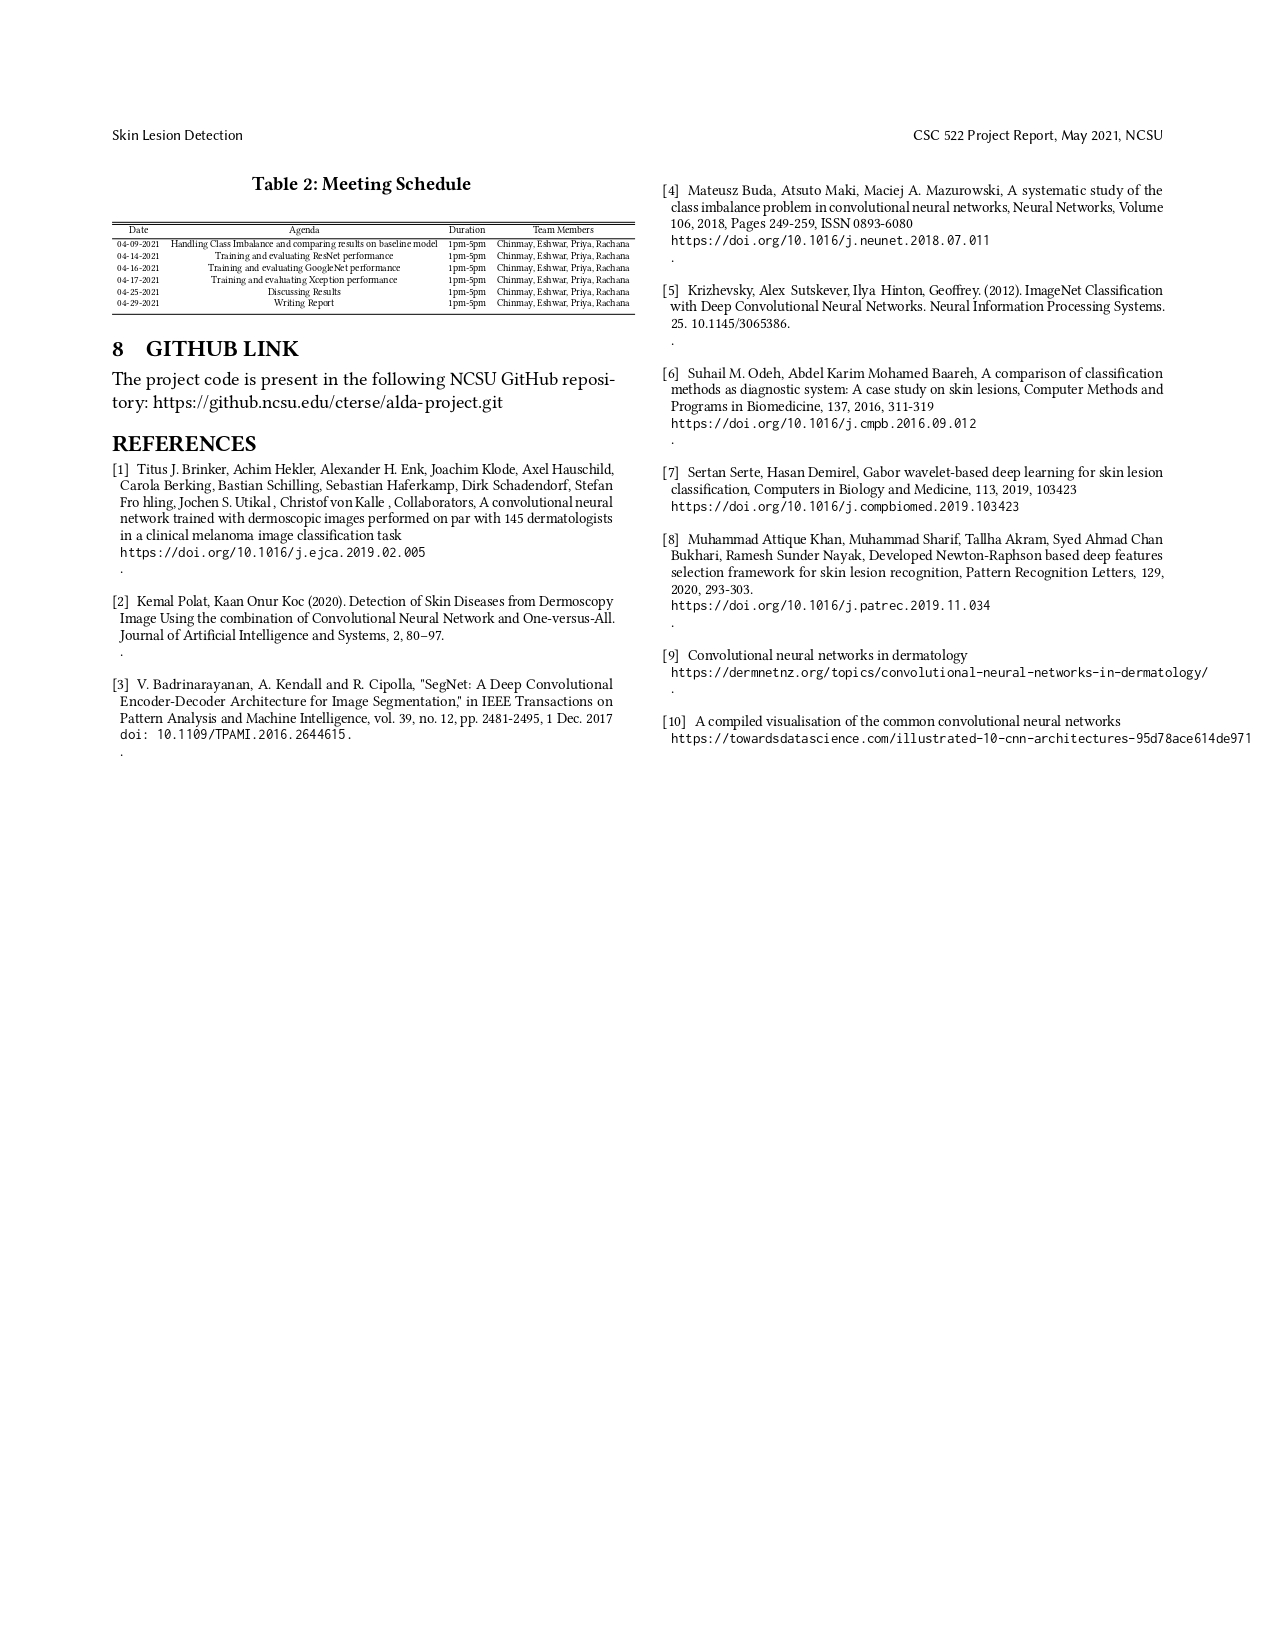 Skin Lesion Detection
CSC 522 Project Report, May 2021, NCSU
Table 2: Meeting Schedule
Date Agenda Duration Team Members
04-09-2021 Handling Class Imbalance and comparing results on baseline model 1pm-5pm Chinmay, Eshwar, Priya, Rachana
04-14-2021 Training and evaluating ResNet performance 1pm-5pm Chinmay, Eshwar, Priya, Rachana
04-16-2021 Training and evaluating GoogleNet performance 1pm-5pm Chinmay, Eshwar, Priya, Rachana
04-17-2021 Training and evaluating Xception performance 1pm-5pm Chinmay, Eshwar, Priya, Rachana
04-25-2021 Discussing Results 1pm-5pm Chinmay, Eshwar, Priya, Rachana
04-29-2021 Writing Report 1pm-5pm Chinmay, Eshwar, Priya, Rachana
8 GITHUB LINK
The project code is present in the following NCSU GitHub reposi-
tory: https://github.ncsu.edu/cterse/alda-project.git
REFERENCES
[1] Titus J. Brinker, Achim Hekler, Alexander H. Enk, Joachim Klode, Axel Hauschild,
Carola Berking, Bastian Schilling, Sebastian Haferkamp, Dirk Schadendorf, Stefan
Fro hling, Jochen S. Utikal , Christof von Kalle , Collaborators, A convolutional neural
network trained with dermoscopic images performed on par with 145 dermatologists
in a clinical melanoma image classification task
https://doi.org/10.1016/j.ejca.2019.02.005
.
[2] Kemal Polat, Kaan Onur Koc (2020). Detection of Skin Diseases from Dermoscopy
Image Using the combination of Convolutional Neural Network and One-versus-All.
Journal of Artificial Intelligence and Systems, 2, 80–97.
.
[3] V. Badrinarayanan, A. Kendall and R. Cipolla, "SegNet: A Deep Convolutional
Encoder-Decoder Architecture for Image Segmentation," in IEEE Transactions on
Pattern Analysis and Machine Intelligence, vol. 39, no. 12, pp. 2481-2495, 1 Dec. 2017
doi: 10.1109/TPAMI.2016.2644615.
.
[4] Mateusz Buda, Atsuto Maki, Maciej A. Mazurowski, A systematic study of the
class imbalance problem in convolutional neural networks, Neural Networks, Volume
106, 2018, Pages 249-259, ISSN 0893-6080
https://doi.org/10.1016/j.neunet.2018.07.011
.
[5] Krizhevsky, Alex Sutskever, Ilya Hinton, Geoffrey. (2012). ImageNet Classification
with Deep Convolutional Neural Networks. Neural Information Processing Systems.
25. 10.1145/3065386.
.
[6] Suhail M. Odeh, Abdel Karim Mohamed Baareh, A comparison of classification
methods as diagnostic system: A case study on skin lesions, Computer Methods and
Programs in Biomedicine, 137, 2016, 311-319
https://doi.org/10.1016/j.cmpb.2016.09.012
.
[7] Sertan Serte, Hasan Demirel, Gabor wavelet-based deep learning for skin lesion
classification, Computers in Biology and Medicine, 113, 2019, 103423
https://doi.org/10.1016/j.compbiomed.2019.103423
[8] Muhammad Attique Khan, Muhammad Sharif, Tallha Akram, Syed Ahmad Chan
Bukhari, Ramesh Sunder Nayak, Developed Newton-Raphson based deep features
selection framework for skin lesion recognition, Pattern Recognition Letters, 129,
2020, 293-303.
https://doi.org/10.1016/j.patrec.2019.11.034
.
[9] Convolutional neural networks in dermatology
https://dermnetnz.org/topics/convolutional-neural-networks-in-dermatology/
.
[10] A compiled visualisation of the common convolutional neural networks
https://towardsdatascience.com/illustrated-10-cnn-architectures-95d78ace614de971